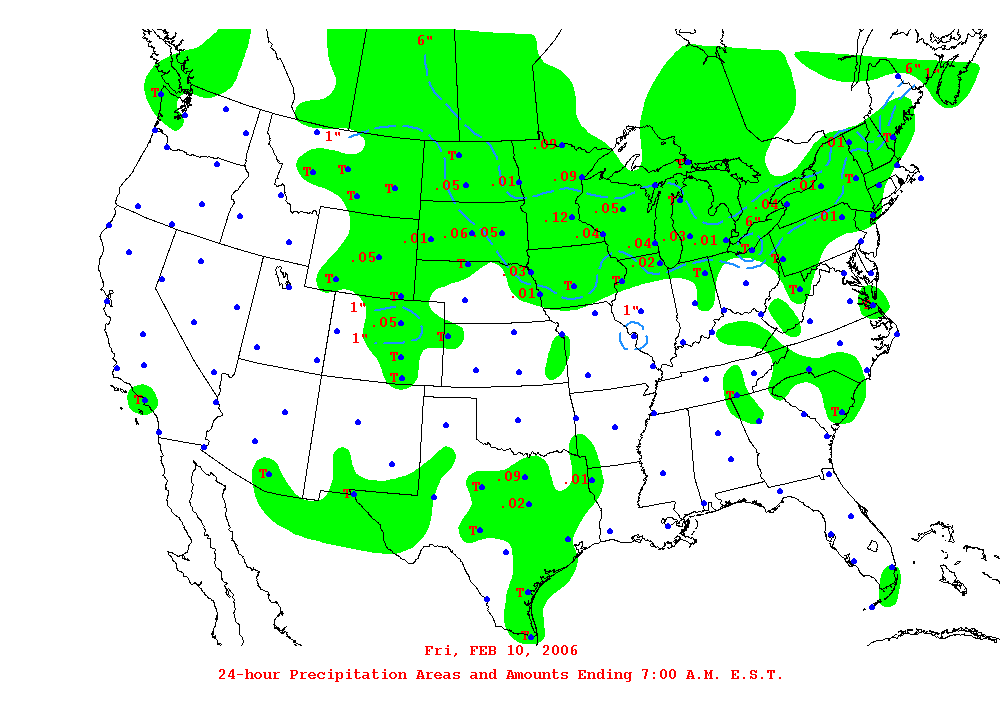 6"
6" 1"
T
1" .09 .01 T
T T T T .09 T .01 T
.05 .01 T .04
.12 .05 6" .01
.01 .06 .05 .04 .04 .03 .01
.05 T .03 .02 T T T
T T .01 T T T
1" T
1" .05 1"
1" T
T
T T T T
T T .09 .01
T .02
T
T
T
Fri, FEB 10, 2006
24-hour Precipitation Areas and Amounts Ending 7:00 A.M. E.S.T.